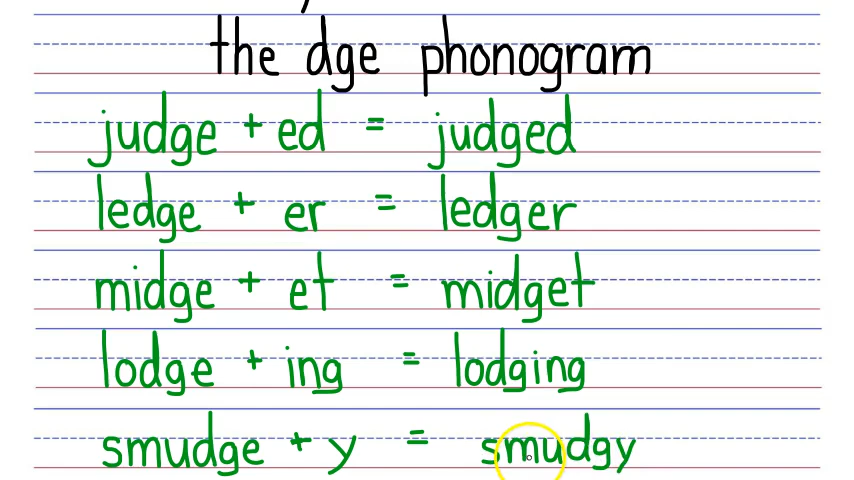 the dge phonogram
judge + ed = judged
ledge + er = ledger
midge + et = midget
lodge + ing = lodging
smudge + y = smudgy